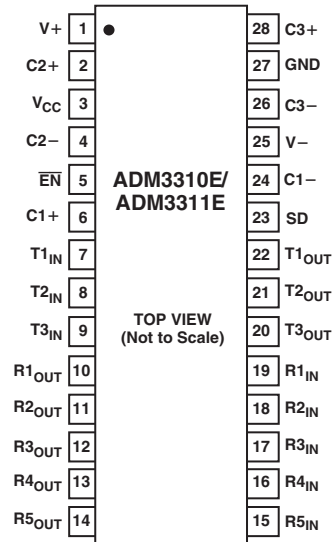 V+ 1 28 C3+
C2+ 2 27 GND
VCC 3 26 C3−
C2− 4 25 V−
E̅N̅ 5 ADM3310E/ 24 C1−
C1+ 6 ADM3311E 23 SD
T1IN 7 22 T1OUT
T2IN 8 21 T2OUT
T3IN 9 TOP VIEW 20 T3OUT
(Not to Scale)
R1OUT 10 19 R1IN
R2OUT 11 18 R2IN
R3OUT 12 17 R3IN
R4OUT 13 16 R4IN
R5OUT 14 15 R5IN